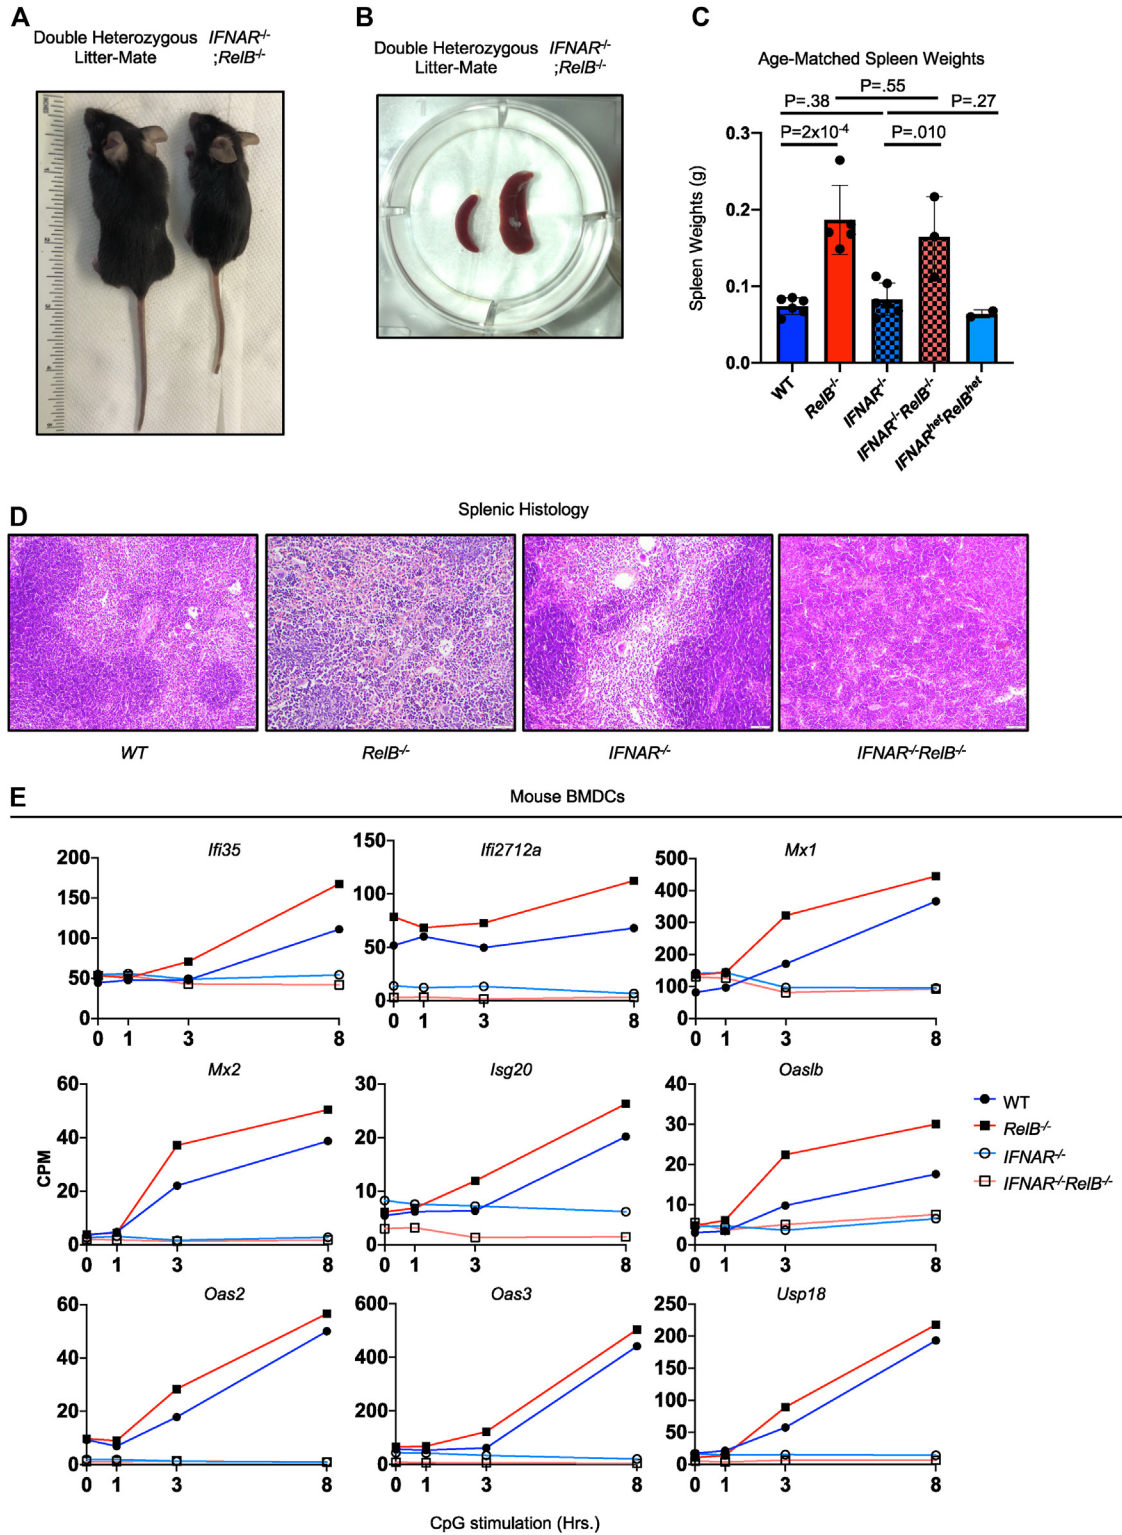 A
Double Heterozygous
Litter-Mate
IFNAR-/-
;RelB-/-
B
Double Heterozygous
Litter-Mate
IFNAR-/-
;RelB-/-
C
Age-Matched Spleen Weights
P=.55
P=.38
P=.27
P=2x10-4
P=.010
Spleen Weights (g)
0.3
0.2
0.1
0.0
WT
RelB-/-
IFNAR-/-
IFNAR-/-RelB-/-
IFNARhetRelBhet
D
Splenic Histology
WT
RelB-/-
IFNAR-/-
IFNAR-/-RelB-/-
E
Mouse BMDCs
Ifi35
200
150
100
50
0
0 1 3 8
Ifi2712a
150
100
50
0
0 1 3 8
Mx1
500
400
300
200
100
0
0 1 3 8
Mx2
60
40
20
0
0 1 3 8
CPM
Isg20
30
20
10
0
0 1 3 8
Oaslb
40
30
20
10
0
0 1 3 8
WT
RelB-/-
IFNAR-/-
IFNAR-/-RelB-/-
Oas2
60
40
20
0
0 1 3 8
Oas3
600
400
200
0
0 1 3 8
Usp18
250
200
150
100
50
0
0 1 3 8
CpG stimulation (Hrs.)